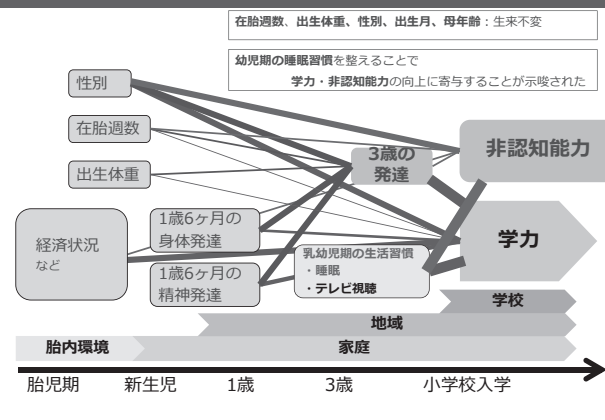 在胎週数、出生体重、性別、出生月、母年齢：生来不変
幼児期の睡眠習慣を整えることで
学力・非認知能力の向上に寄与することが示唆された
性別
在胎週数
出生体重
3歳の
発達
非認知能力
経済状況
など
1歳6ヶ月の
身体発達
1歳6ヶ月の
精神発達
乳幼児期の生活習慣
・睡眠
・テレビ視聴
学力
学校
地域
胎内環境
家庭
胎児期
新生児
1歳
3歳
小学校入学